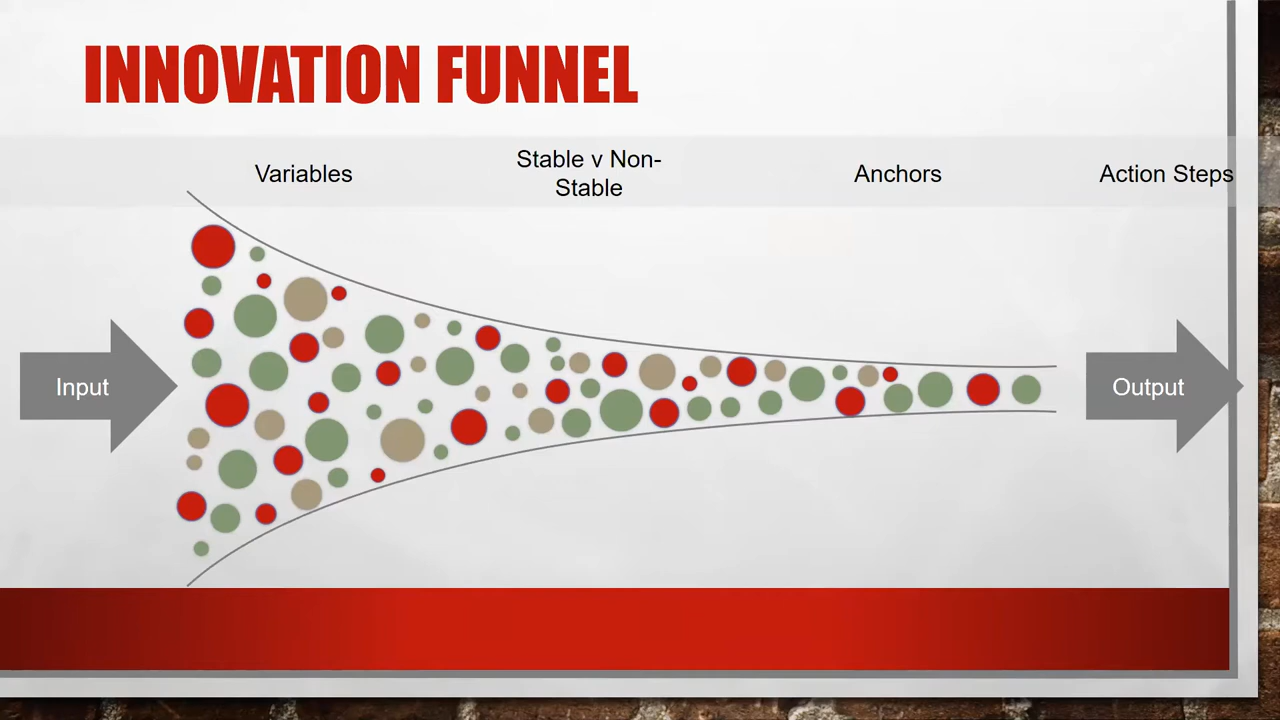 INNOVATION FUNNEL
Variables
Stable v Non-
Stable
Anchors
Action Steps
Input
Output